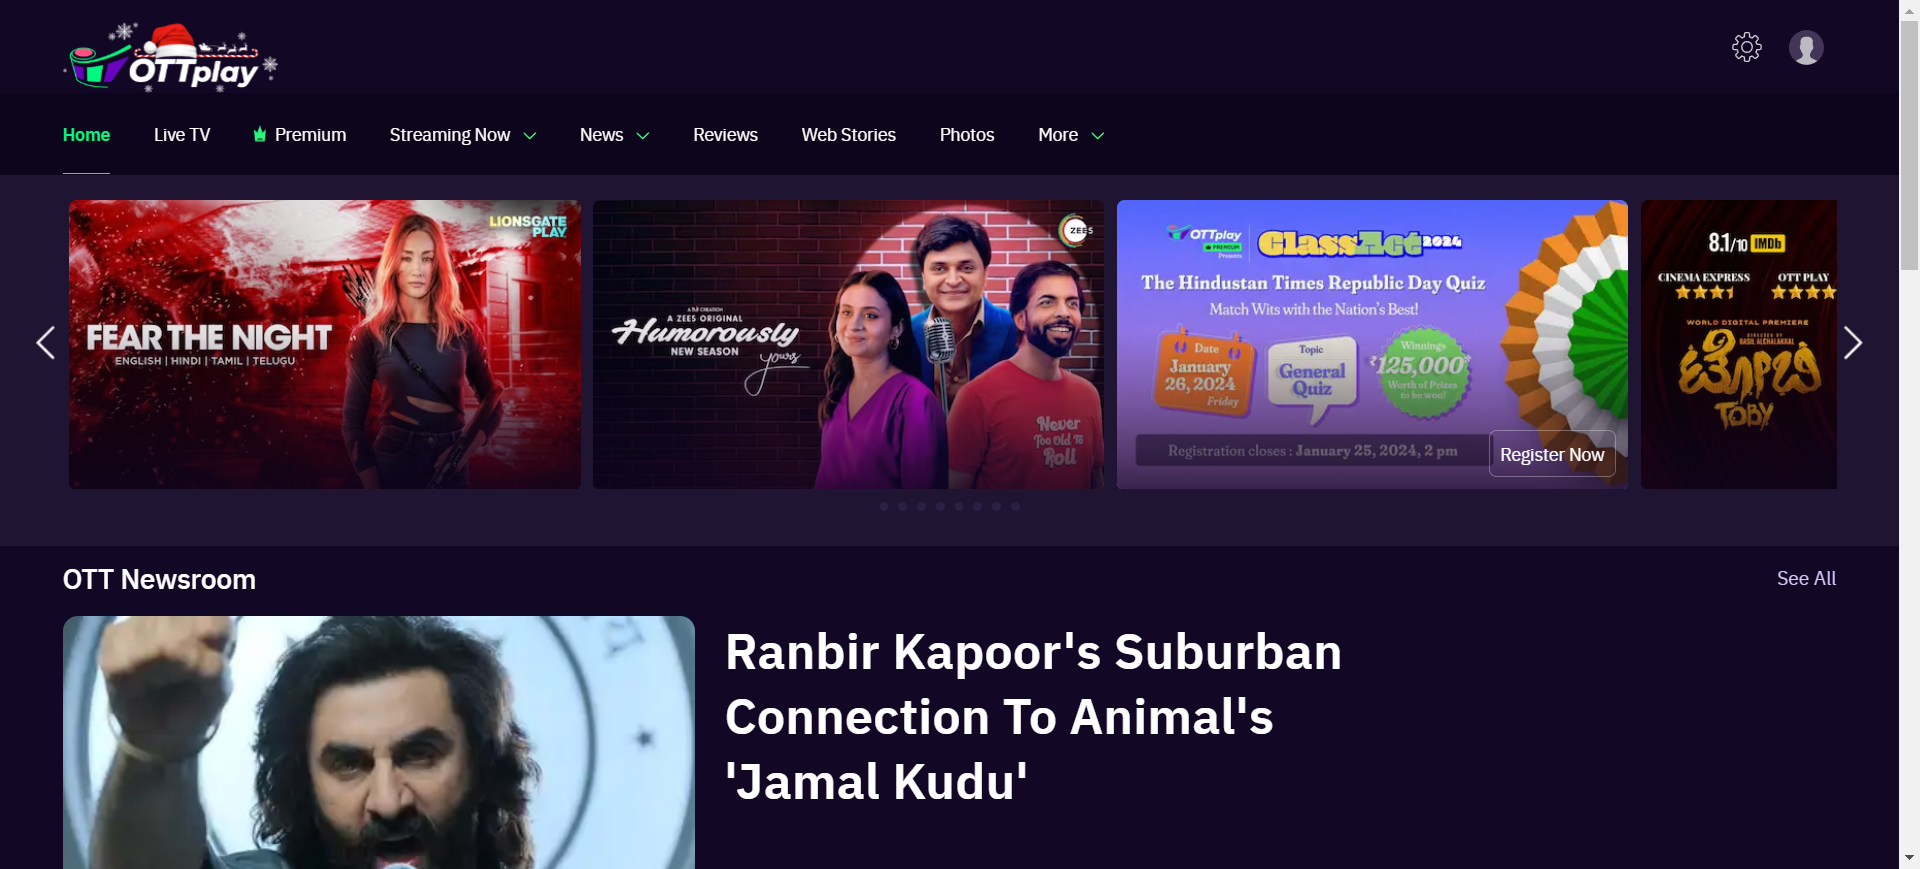 OTTplay
Home
Live TV
Premium
Streaming Now
News
Reviews
Web Stories
Photos
More
LIONSGATE
PLAY
FEAR THE NIGHT
ENGLISH | HINDI | TAMIL | TELUGU
ZEE5
A ZEE5 ORIGINAL
Humorously
NEW SEASON
yours
Never
Too Old To
Roll
OTTplay
PREMIUM
Presents
ClassAct 2024
The Hindustan Times Republic Day Quiz
Match Wits with the Nation's Best!
Date
January
26, 2024
Friday
Topic
General
Quiz
Winnings
₹125,000
Worth of Prizes
to be won!
Registration closes : January 25, 2024, 2 pm
Register Now
8.1/10 IMDb
CINEMA EXPRESS
OTT PLAY
WORLD DIGITAL PREMIERE
DIRECTED BY
BASIL ALCHALAKKAL
ಟೋಬಿ
TOBY
OTT Newsroom
See All
Ranbir Kapoor's Suburban
Connection To Animal's
'Jamal Kudu'